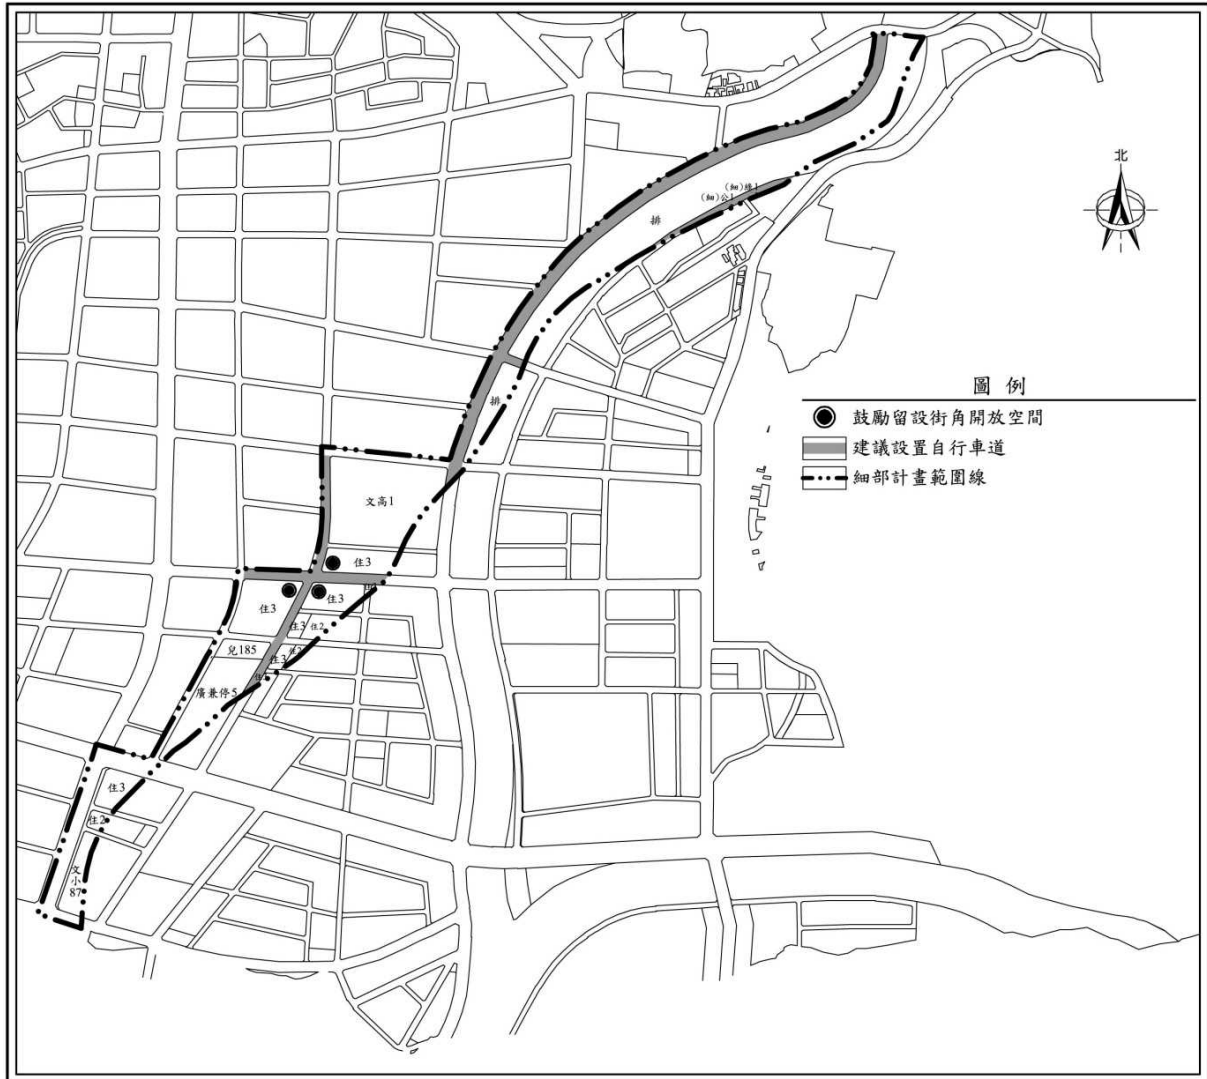 北
(細)綠1
(細)公1
排
圖 例
鼓勵留設街角開放空間
建議設置自行車道
細部計畫範圍線
排
文高1
住3
住3
住3
住3
住2
兒185
住3
住2
廣兼停5
住3
住2
文小87